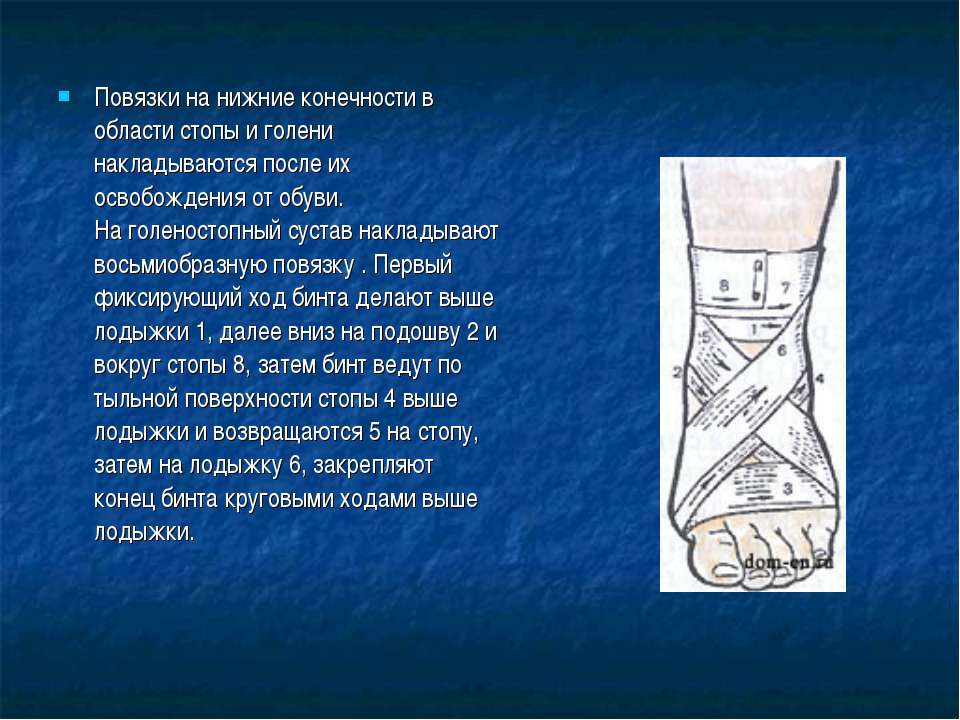 Повязки на нижние конечности в
области стопы и голени
накладываются после их
освобождения от обуви.
На голеностопный сустав накладывают
восьмиобразную повязку . Первый
фиксирующий ход бинта делают выше
лодыжки 1, далее вниз на подошву 2 и
вокруг стопы 8, затем бинт ведут по
тыльной поверхности стопы 4 выше
лодыжки и возвращаются 5 на стопу,
затем на лодыжку 6, закрепляют
конец бинта круговыми ходами выше
лодыжки.
8 7
1
5 6
2 4
3
dom-en.ru